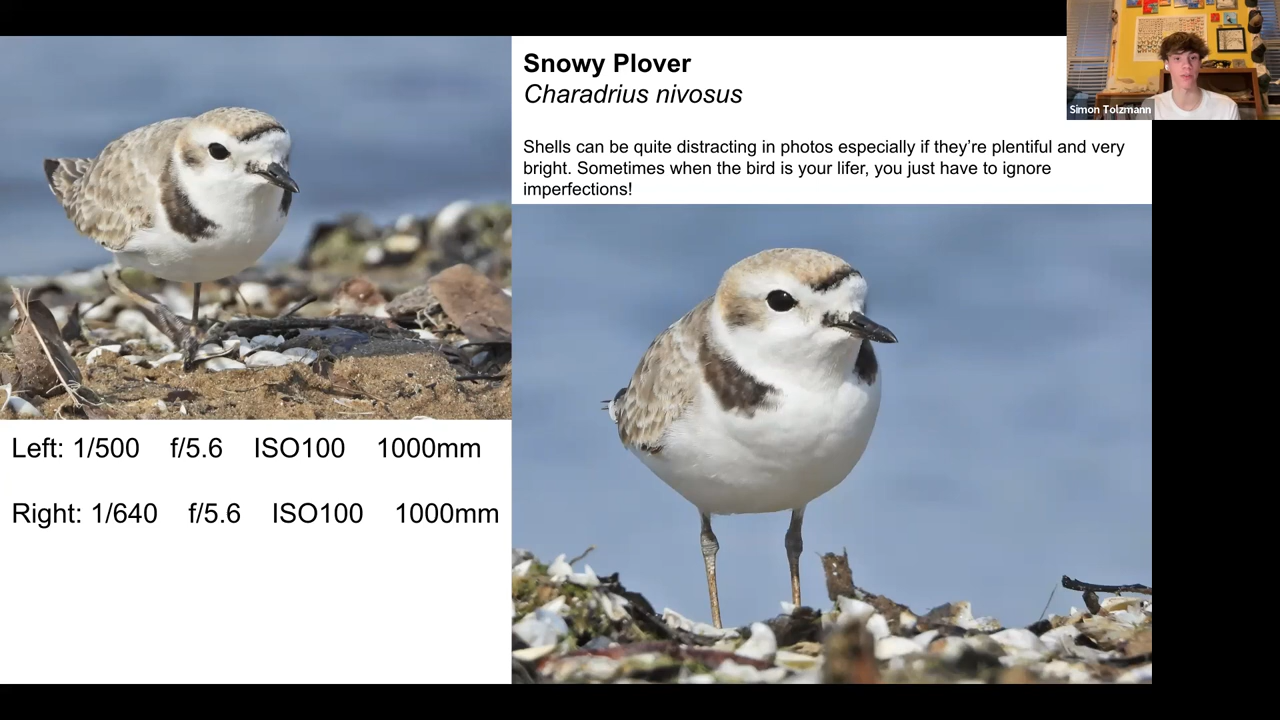 Snowy Plover
Charadrius nivosus
Simon Tolzmann
Shells can be quite distracting in photos especially if they're plentiful and very
bright. Sometimes when the bird is your lifer, you just have to ignore
imperfections!
Left: 1/500 f/5.6 ISO100 1000mm
Right: 1/640 f/5.6 ISO100 1000mm